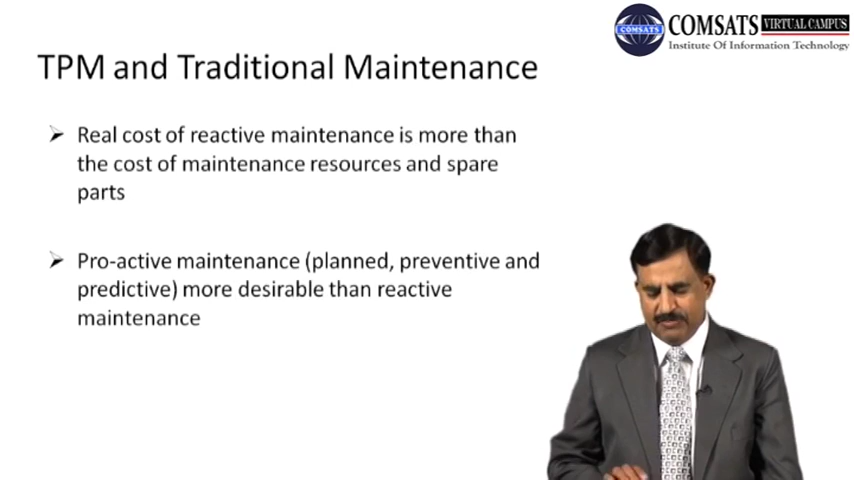 COMSATS VIRTUAL CAMPUS
COMSATS
Institute Of Information Technology
TPM and Traditional Maintenance
Real cost of reactive maintenance is more than
the cost of maintenance resources and spare
parts
Pro-active maintenance (planned, preventive and
predictive) more desirable than reactive
maintenance